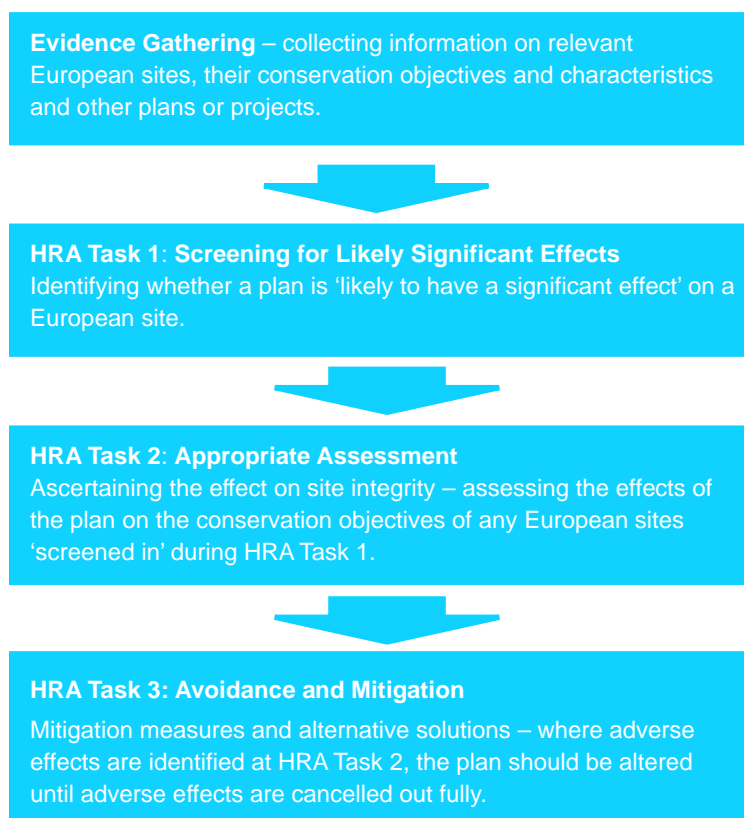 Evidence Gathering – collecting information on relevant
European sites, their conservation objectives and characteristics
and other plans or projects.
HRA Task 1: Screening for Likely Significant Effects
Identifying whether a plan is ‘likely to have a significant effect’ on a
European site.
HRA Task 2: Appropriate Assessment
Ascertaining the effect on site integrity – assessing the effects of
the plan on the conservation objectives of any European sites
‘screened in’ during HRA Task 1.
HRA Task 3: Avoidance and Mitigation
Mitigation measures and alternative solutions – where adverse
effects are identified at HRA Task 2, the plan should be altered
until adverse effects are cancelled out fully.